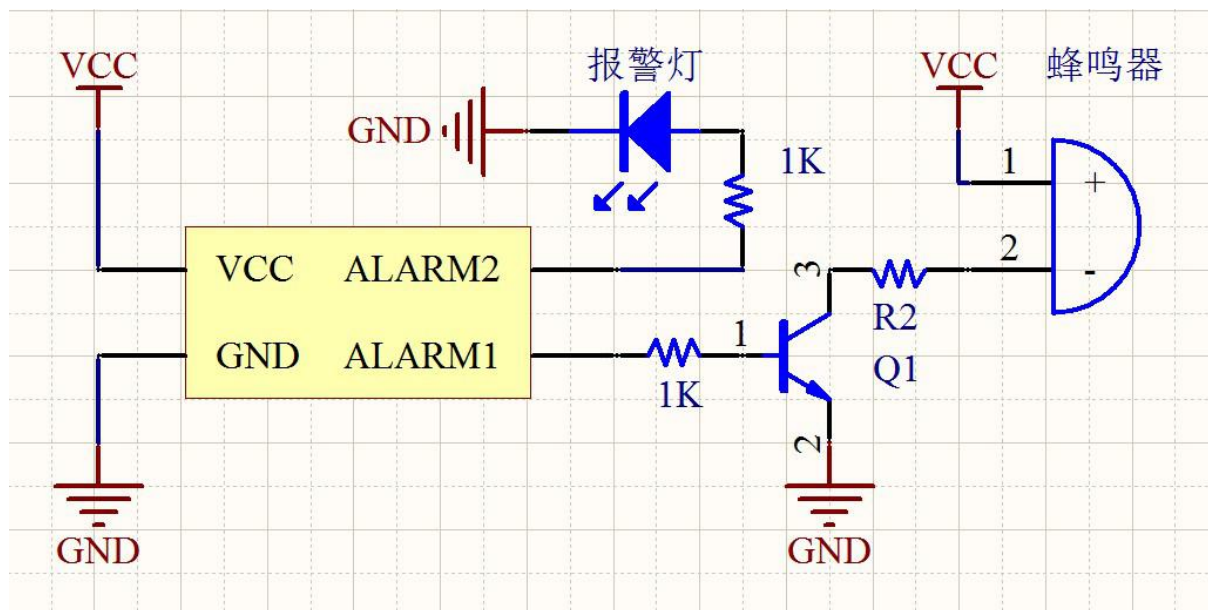 VCC
报警灯
VCC
蜂鸣器
GND
1K
1
+
VCC
ALARM2
3
2
-
R2
GND
ALARM1
1
Q1
1K
2
GND
GND